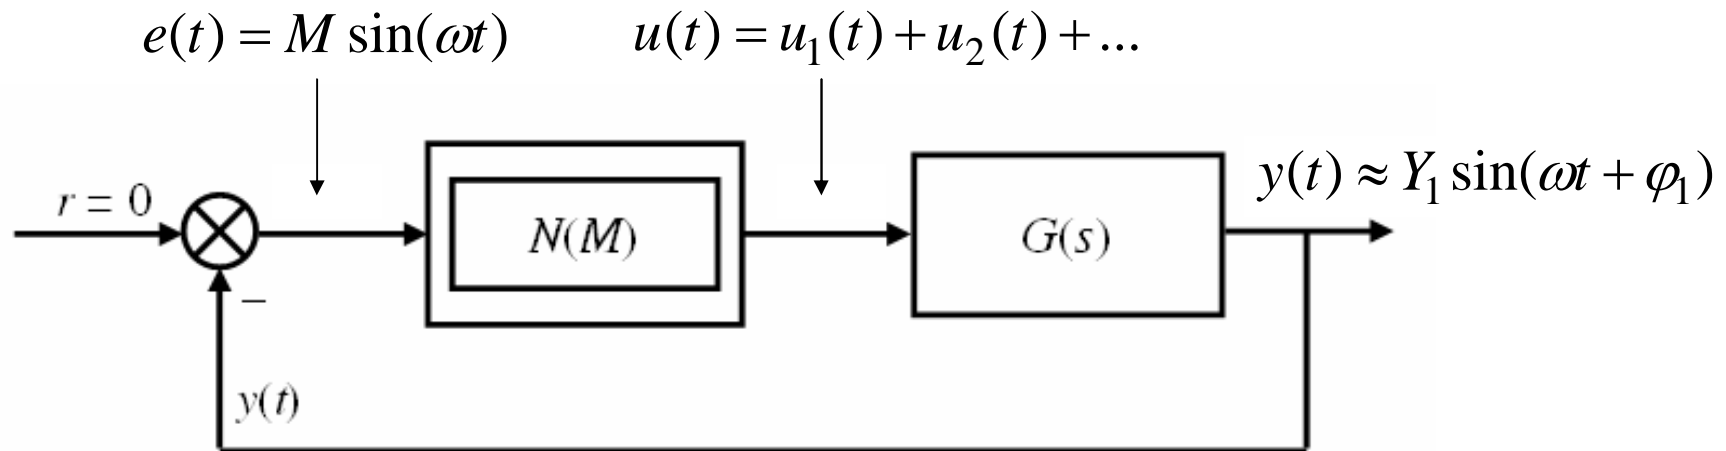 e(t) = M sin(ωt)
u(t) = u₁(t) + u₂(t) + ...
r = 0
N(M)
G(s)
y(t) ≈ Y₁ sin(ωt + φ₁)
−
y(t)